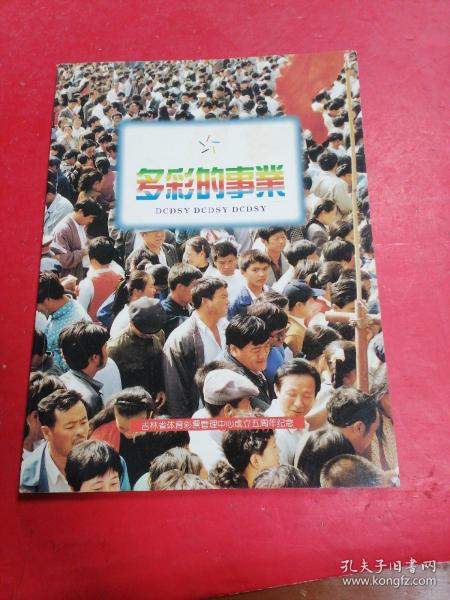 多彩的事業
DCDSY DCDSY DCDSY
吉林省体育彩票管理中心成立五周年纪念
孔夫子旧书网
www.kongfz.com